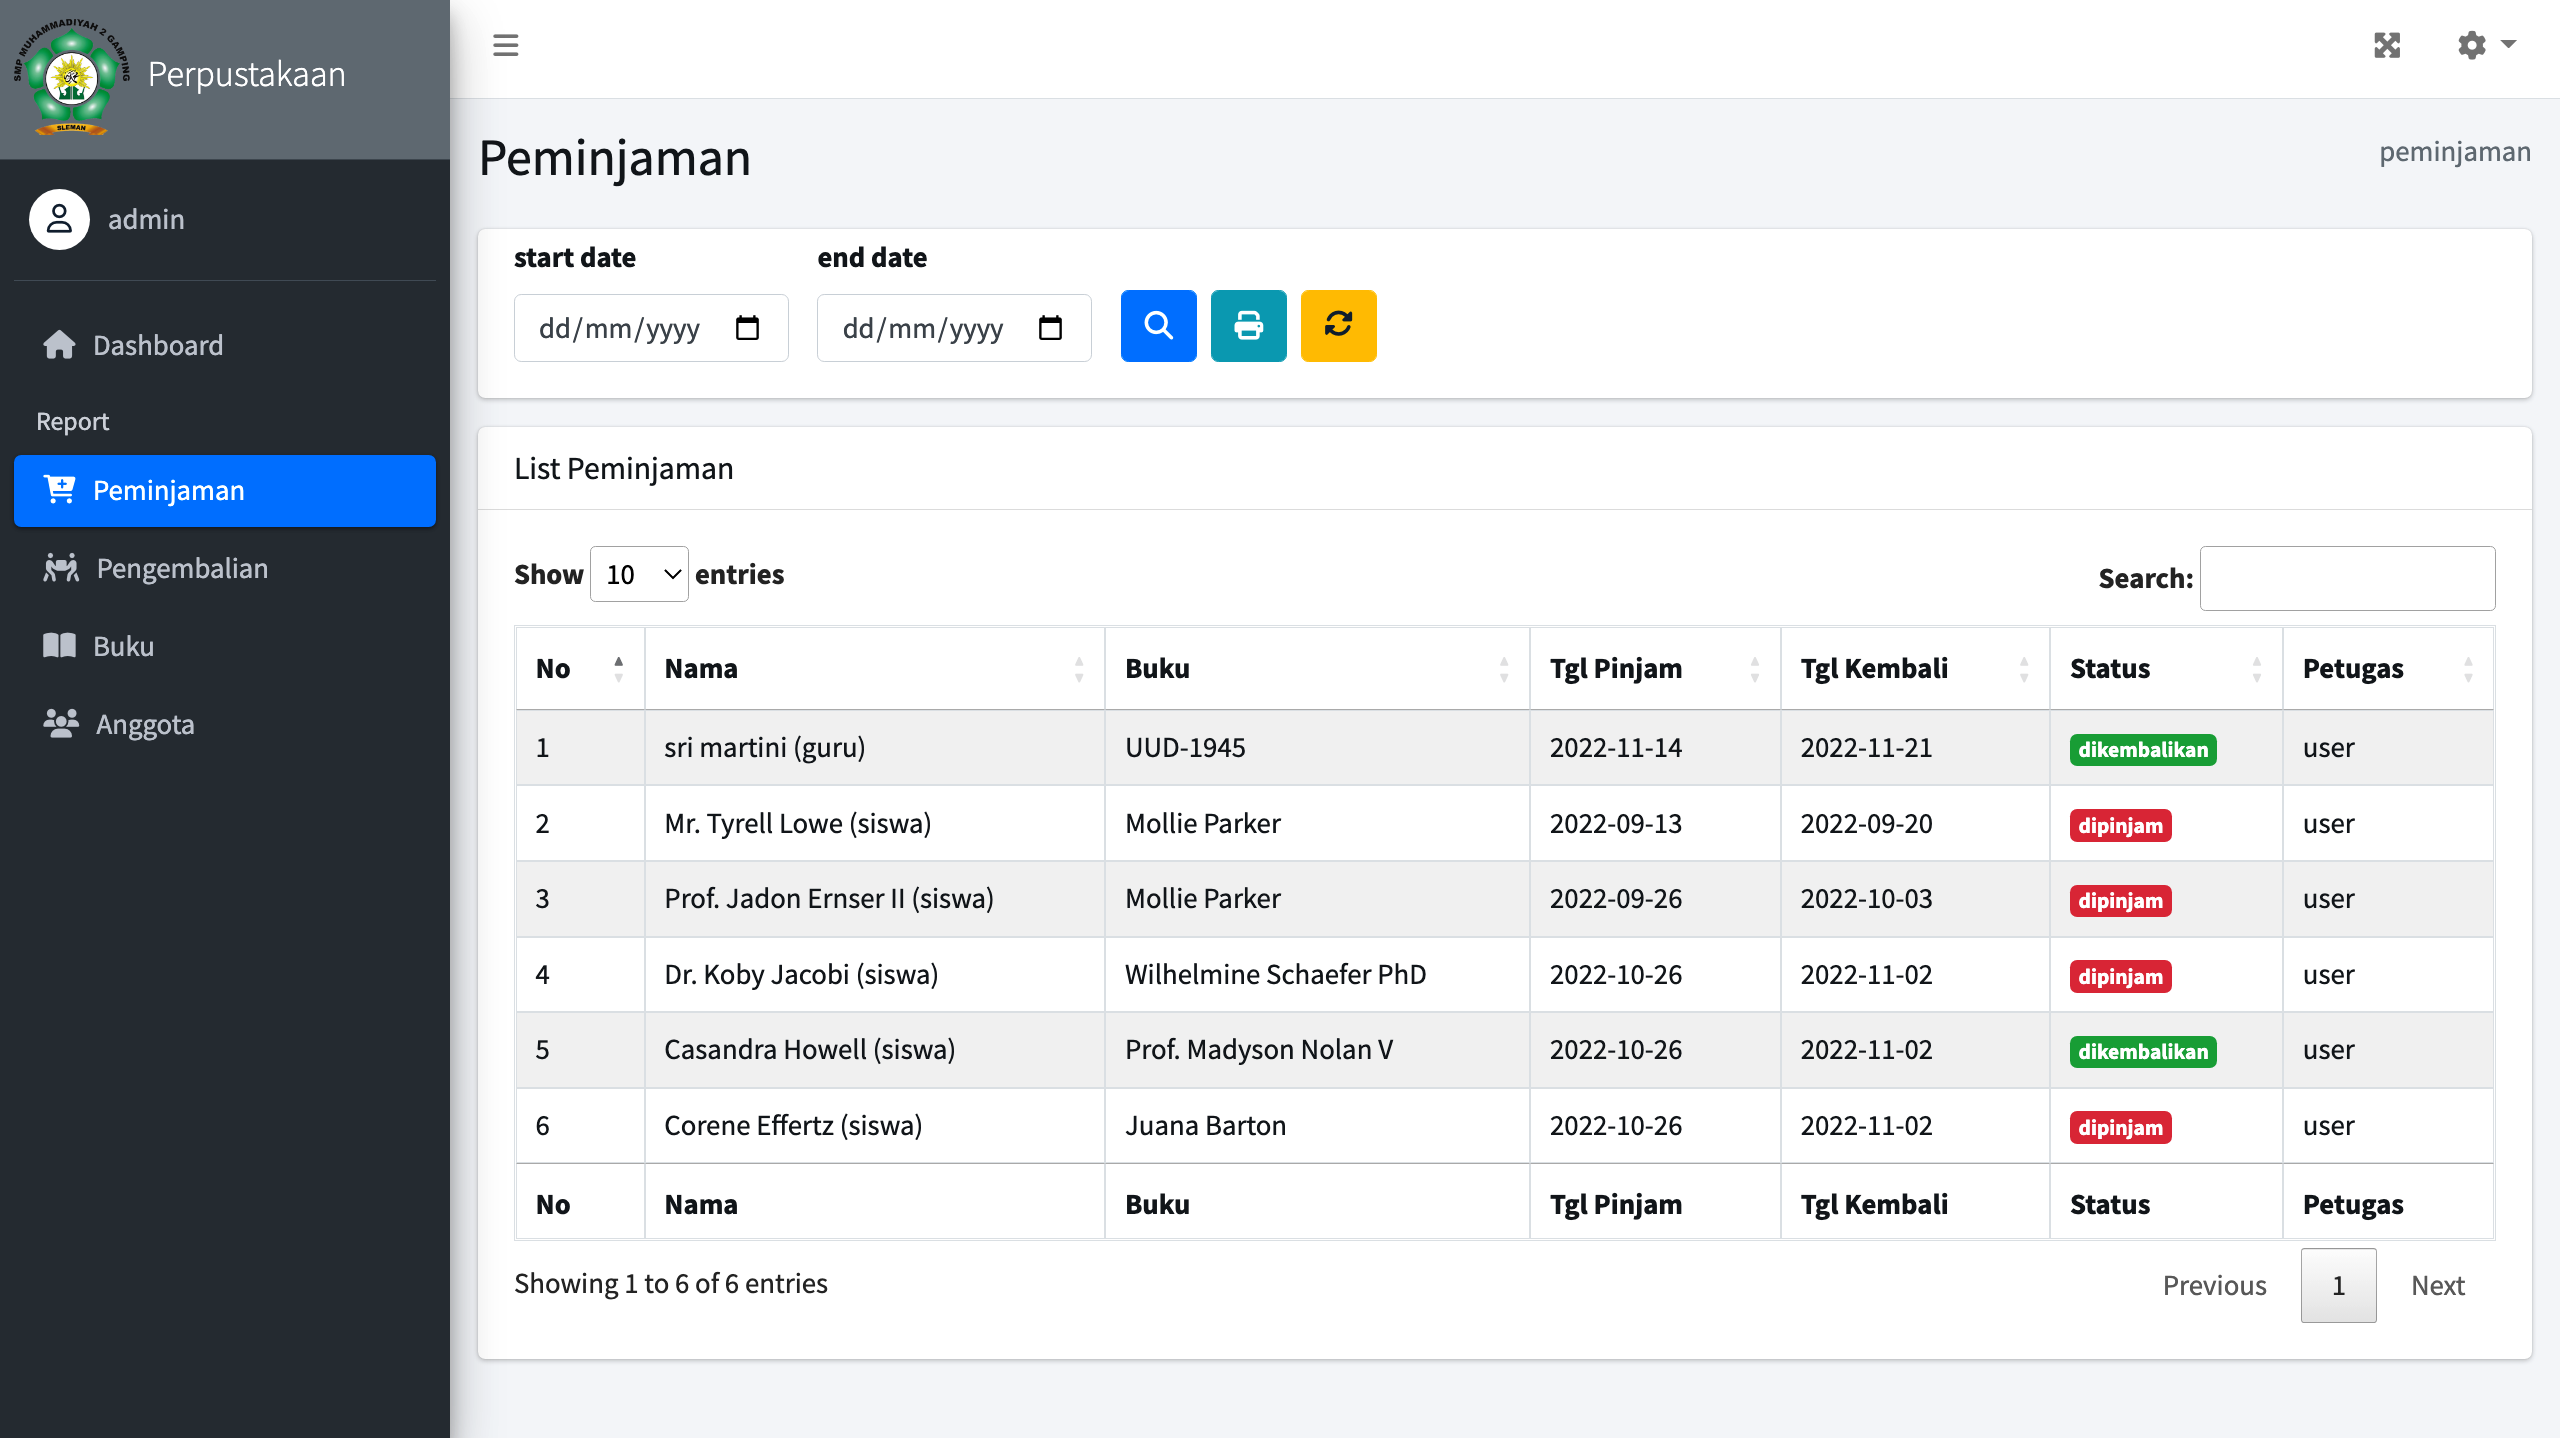 SMP MUHAMMADIYAH 2 GAMPING
SLEMAN
Perpustakaan
admin
Dashboard
Report
Peminjaman
Pengembalian
Buku
Anggota
Peminjaman
peminjaman
start date end date
dd/mm/yyyy dd/mm/yyyy
List Peminjaman
Show 10 entries Search:
No Nama Buku Tgl Pinjam Tgl Kembali Status Petugas
1 sri martini (guru) UUD-1945 2022-11-14 2022-11-21 dikembalikan user
2 Mr. Tyrell Lowe (siswa) Mollie Parker 2022-09-13 2022-09-20 dipinjam user
3 Prof. Jadon Ernser II (siswa) Mollie Parker 2022-09-26 2022-10-03 dipinjam user
4 Dr. Koby Jacobi (siswa) Wilhelmine Schaefer PhD 2022-10-26 2022-11-02 dipinjam user
5 Casandra Howell (siswa) Prof. Madyson Nolan V 2022-10-26 2022-11-02 dikembalikan user
6 Corene Effertz (siswa) Juana Barton 2022-10-26 2022-11-02 dipinjam user
No Nama Buku Tgl Pinjam Tgl Kembali Status Petugas
Showing 1 to 6 of 6 entries Previous 1 Next